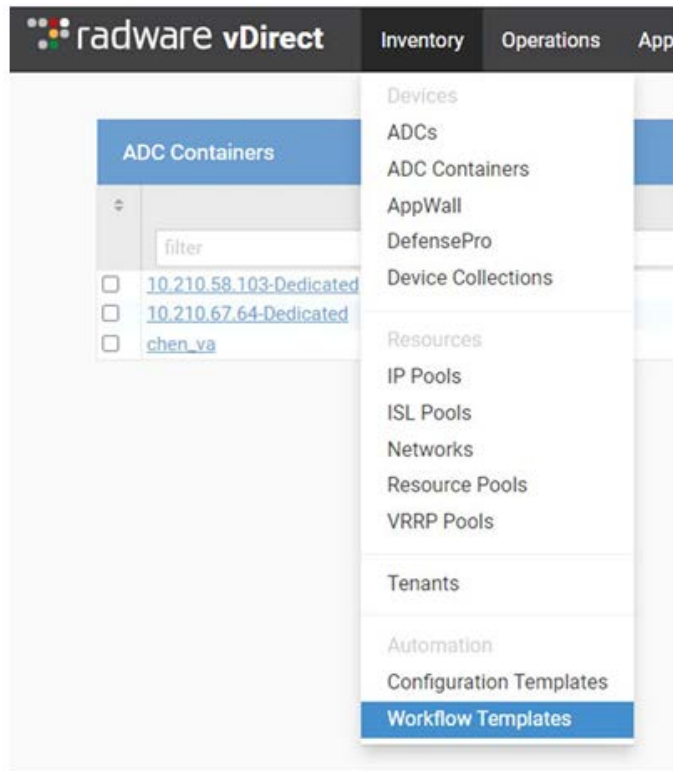 radware vDirect Inventory Operations App
ADC Containers
filter
10.210.58.103-Dedicated
10.210.67.64-Dedicated
chen_va
Devices
ADCs
ADC Containers
AppWall
DefensePro
Device Collections
Resources
IP Pools
ISL Pools
Networks
Resource Pools
VRRP Pools
Tenants
Automation
Configuration Templates
Workflow Templates